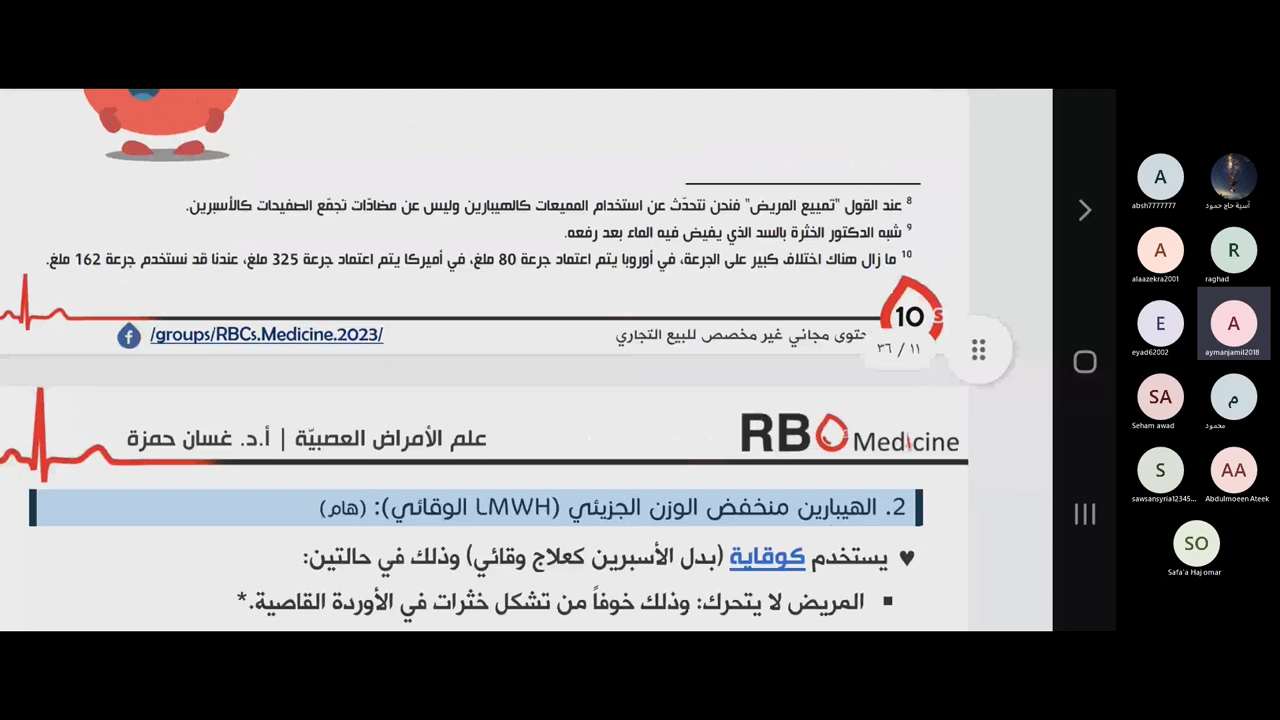 ⁸ عند القول "تمييع المريض" فنحن نتحدّث عن استخدام المميعات كالهيبارين وليس عن مضادّات تجمّع الصفيدات كالأسبرين.
⁹ شبه الدكتور الخثرة بالسد الذي يفيض فيه الماء بعد رفعه.
¹⁰ ما زال هناك اختلاف كبير على الجرعة، في أوروبا يتم اعتماد جرعة 80 ملغ، في أميركا يتم اعتماد جرعة 325 ملغ، عندنا قد نستخدم جرعة 162 ملغ.
10
حتوى مجاني غير مخصص للبيع التجاري
/groups/RBCs.Medicine.2023/
١١ / ٣٦
RB Medicine
علم الأمراض العصبيّة | أ.د. غسان حمزة
2. الهيبارين منخفض الوزن الجزيئي (LMWH الوقائي): (هام)
♥ يستخدم كوقاية (بدل الأسبرين كعلاج وقائي) وذلك في حالتين:
▪ المريض لا يتحرك: وذلك خوفاً من تشكل خثرات في الأوردة القاصية.*
A
absh7777777
آسية حاج حمود
A
alaazekra2001
R
raghad
E
eyad62002
A
aymanjamil2018
SA
Seham awad
م
محمود
S
sawsansyria12345...
AA
Abdulmoeen Ateek
SO
Safa'a Haj omar